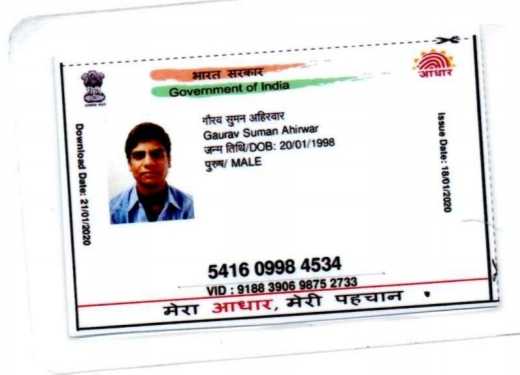 भारत सरकार
Government of India
आधार
गौरव सुमन अहिरवार
Gaurav Suman Ahirwar
जन्म तिथि/DOB: 20/01/1998
पुरुष/ MALE
Download Date: 21/01/2020
Issue Date: 18/01/2020
5416 0998 4534
VID : 9188 3906 9875 2733
मेरा आधार, मेरी पहचान